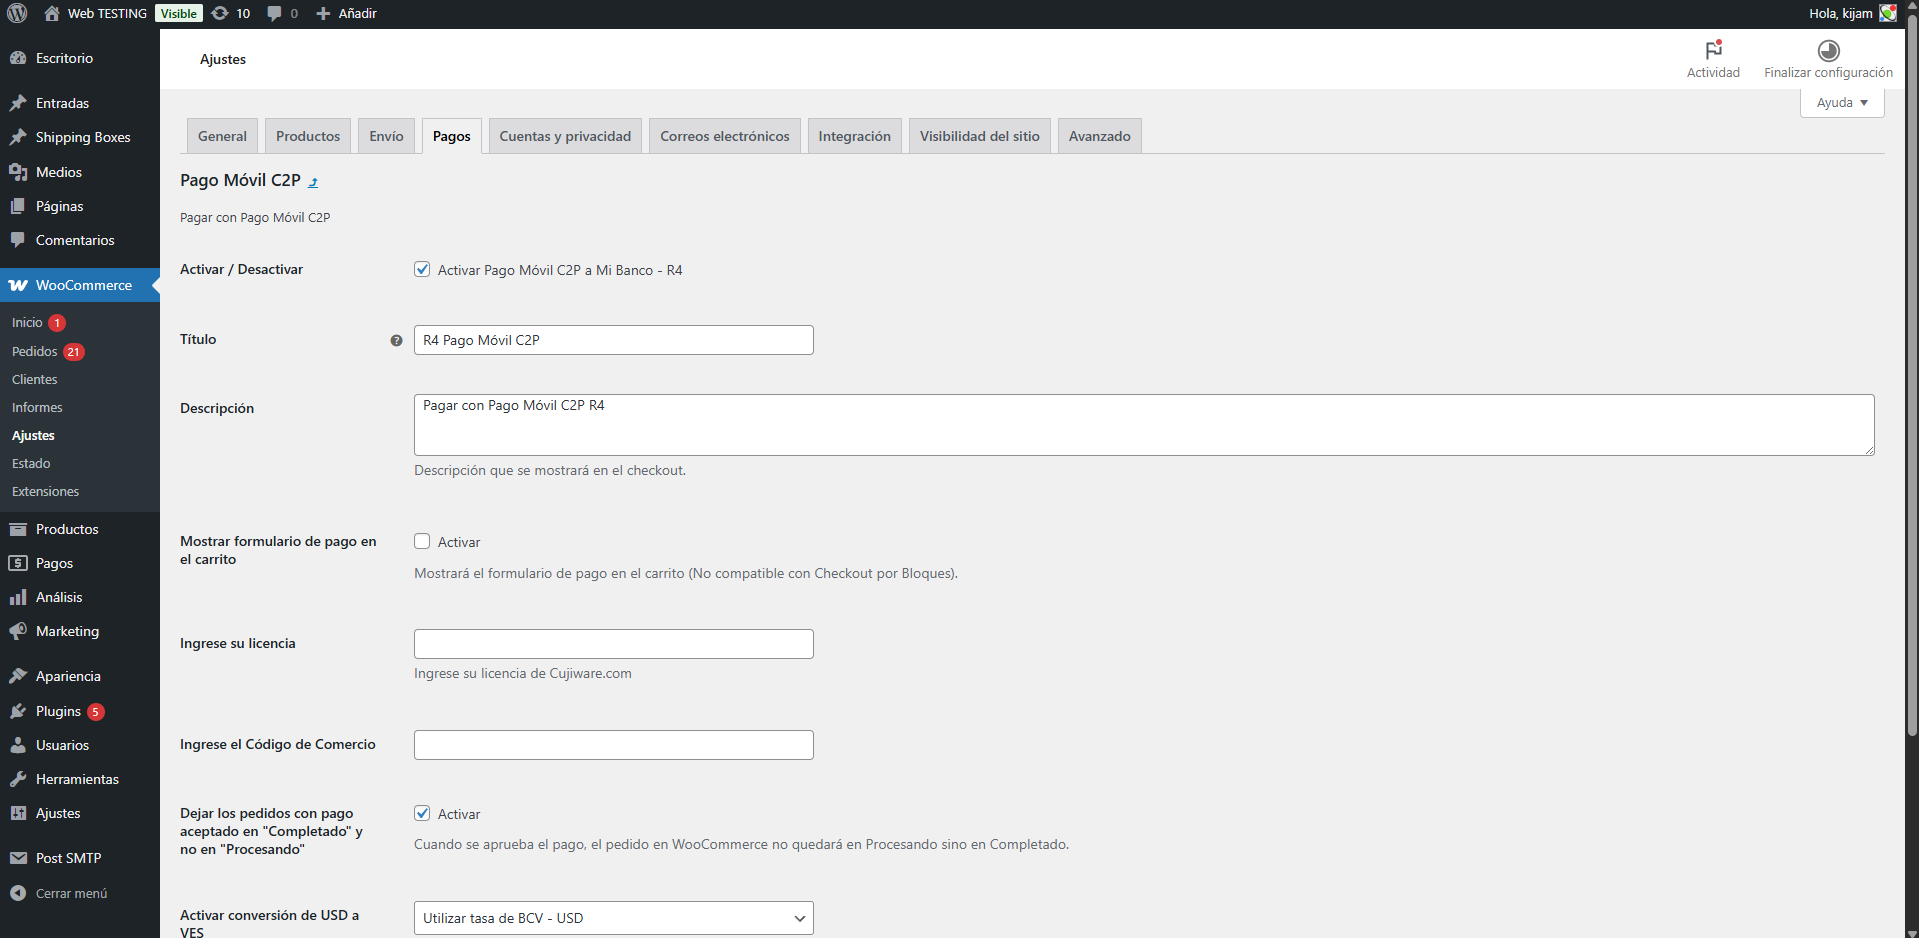 Web TESTING Visible 10 0 Añadir Hola, kijam
Escritorio
Entradas
Shipping Boxes
Medios
Páginas
Comentarios
WooCommerce
Inicio 1
Pedidos 21
Clientes
Informes
Ajustes
Estado
Extensiones
Productos
Pagos
Análisis
Marketing
Apariencia
Plugins 5
Usuarios
Herramientas
Ajustes
Post SMTP
Cerrar menú
Ajustes
Actividad
Finalizar configuración
Ayuda
General Productos Envío Pagos Cuentas y privacidad Correos electrónicos Integración Visibilidad del sitio Avanzado
Pago Móvil C2P
Pagar con Pago Móvil C2P
Activar / Desactivar
Activar Pago Móvil C2P a Mi Banco - R4
Título
R4 Pago Móvil C2P
Descripción
Pagar con Pago Móvil C2P R4
Descripción que se mostrará en el checkout.
Mostrar formulario de pago en
el carrito
Activar
Mostrará el formulario de pago en el carrito (No compatible con Checkout por Bloques).
Ingrese su licencia
Ingrese su licencia de Cujiware.com
Ingrese el Código de Comercio
Dejar los pedidos con pago
aceptado en "Completado" y
no en "Procesando"
Activar
Cuando se aprueba el pago, el pedido en WooCommerce no quedará en Procesando sino en Completado.
Activar conversión de USD a
VES
Utilizar tasa de BCV - USD